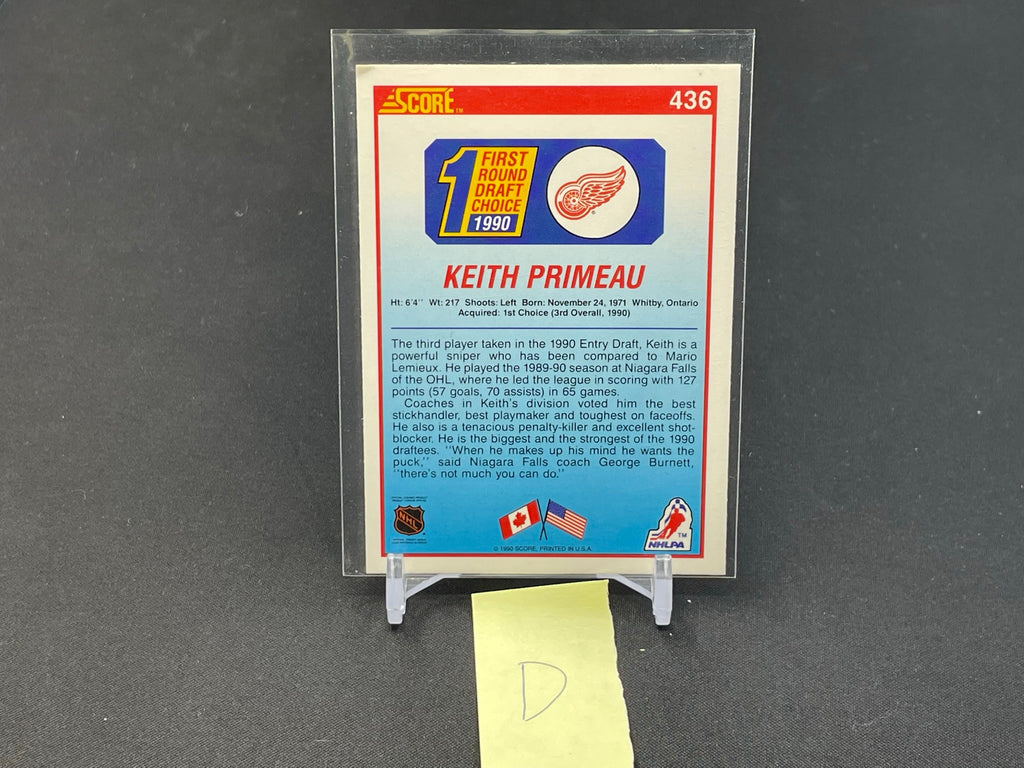 SCORE TM
436
1 FIRST
ROUND
DRAFT
CHOICE
1990
KEITH PRIMEAU
Ht: 6'4'' Wt: 217 Shoots: Left Born: November 24, 1971 Whitby, Ontario
Acquired: 1st Choice (3rd Overall, 1990)
The third player taken in the 1990 Entry Draft, Keith is a
powerful sniper who has been compared to Mario
Lemieux. He played the 1989-90 season at Niagara Falls
of the OHL, where he led the league in scoring with 127
points (57 goals, 70 assists) in 65 games.
Coaches in Keith's division voted him the best
stickhandler, best playmaker and toughest on faceoffs.
He also is a tenacious penalty-killer and excellent shot-
blocker. He is the biggest and the strongest of the 1990
draftees. ''When he makes up his mind he wants the
puck,'' said Niagara Falls coach George Burnett,
''there's not much you can do.''
NHL
TM
NHLPA
© 1990 SCORE, PRINTED IN U.S.A.
D